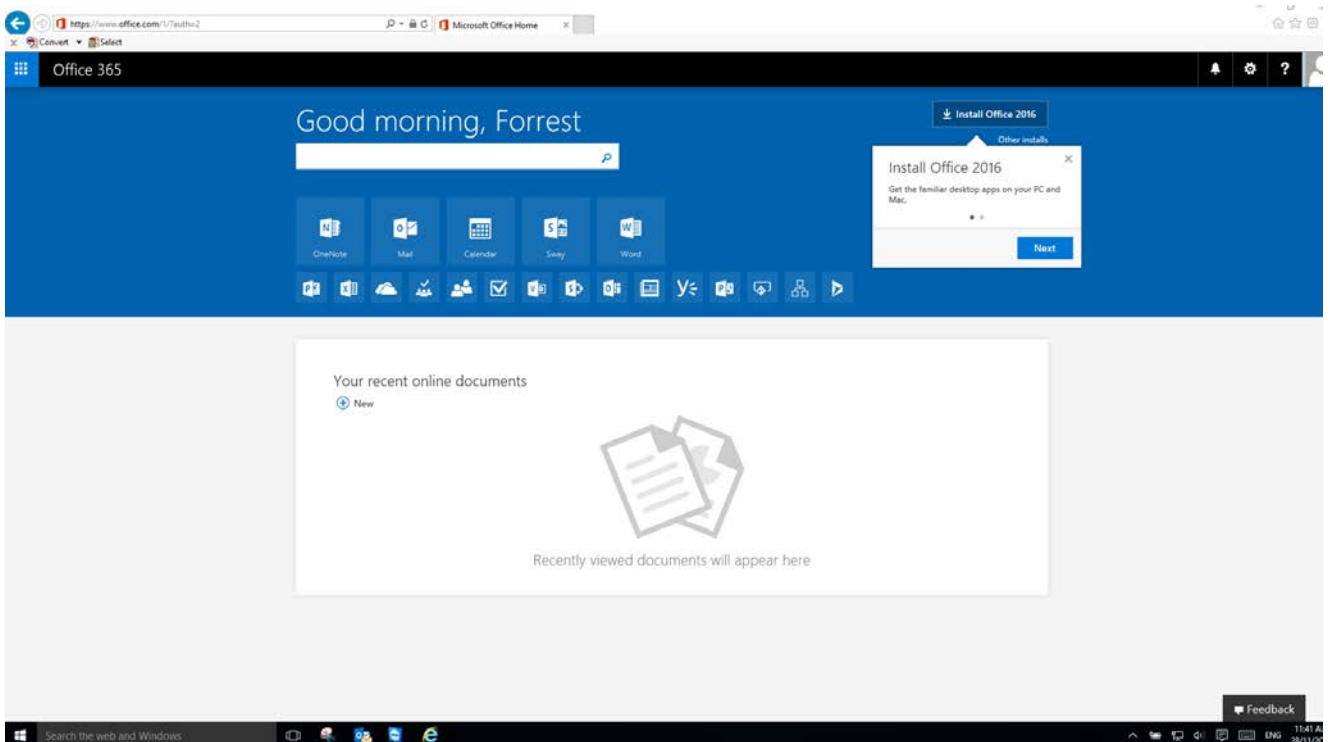 https://www.office.com/1/?auth=2
Microsoft Office Home
x Convert Select
Office 365
?
Good morning, Forrest
Install Office 2016
Other installs
Install Office 2016
Get the familiar desktop apps on your PC and
Mac.
Next
OneNote Mail Calendar Sway Word
Your recent online documents
New
Recently viewed documents will appear here
Feedback
Search the web and Windows
ENG
11:41